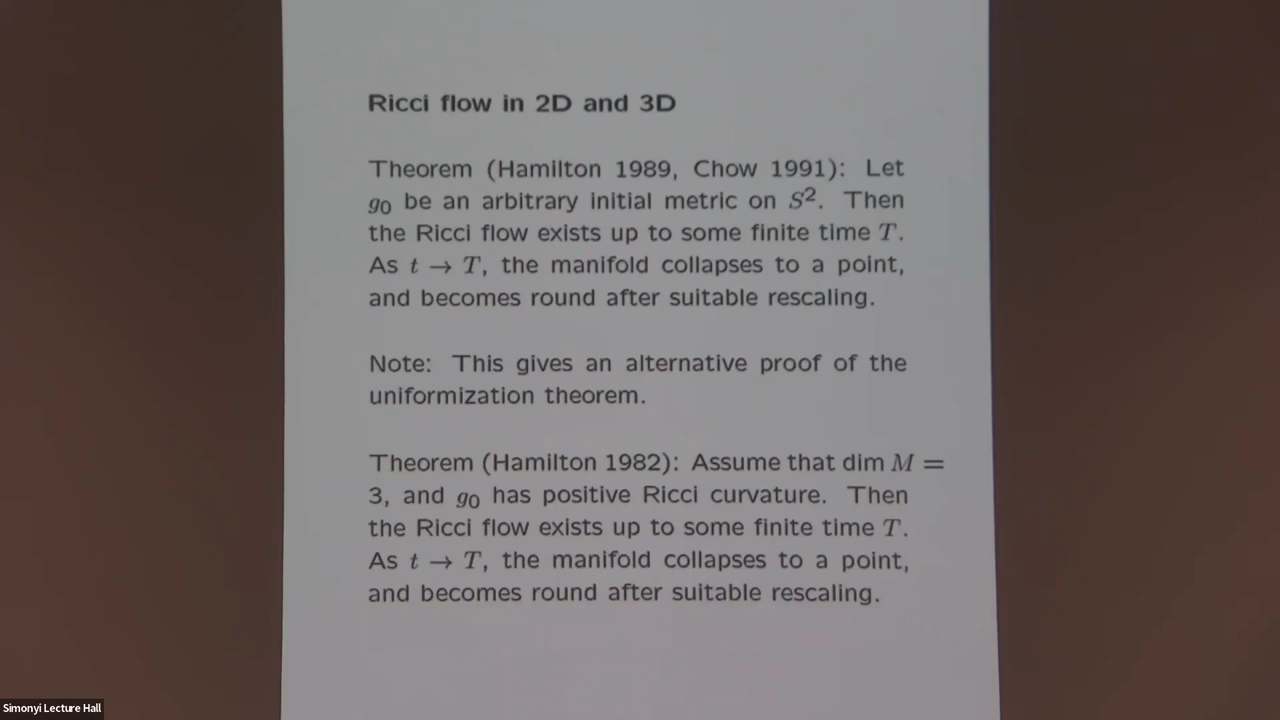 Ricci flow in 2D and 3D
Theorem (Hamilton 1989, Chow 1991): Let
g₀ be an arbitrary initial metric on S². Then
the Ricci flow exists up to some finite time T.
As t → T, the manifold collapses to a point,
and becomes round after suitable rescaling.
Note: This gives an alternative proof of the
uniformization theorem.
Theorem (Hamilton 1982): Assume that dim M =
3, and g₀ has positive Ricci curvature. Then
the Ricci flow exists up to some finite time T.
As t → T, the manifold collapses to a point,
and becomes round after suitable rescaling.
Simonyi Lecture Hall